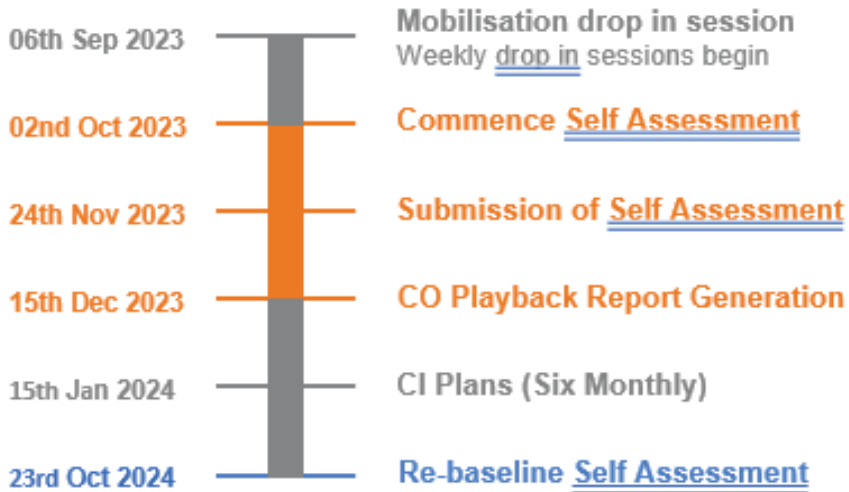 06th Sep 2023
Mobilisation drop in session
Weekly drop in sessions begin
02nd Oct 2023
Commence Self Assessment
24th Nov 2023
Submission of Self Assessment
15th Dec 2023
CO Playback Report Generation
15th Jan 2024
CI Plans (Six Monthly)
23rd Oct 2024
Re-baseline Self Assessment